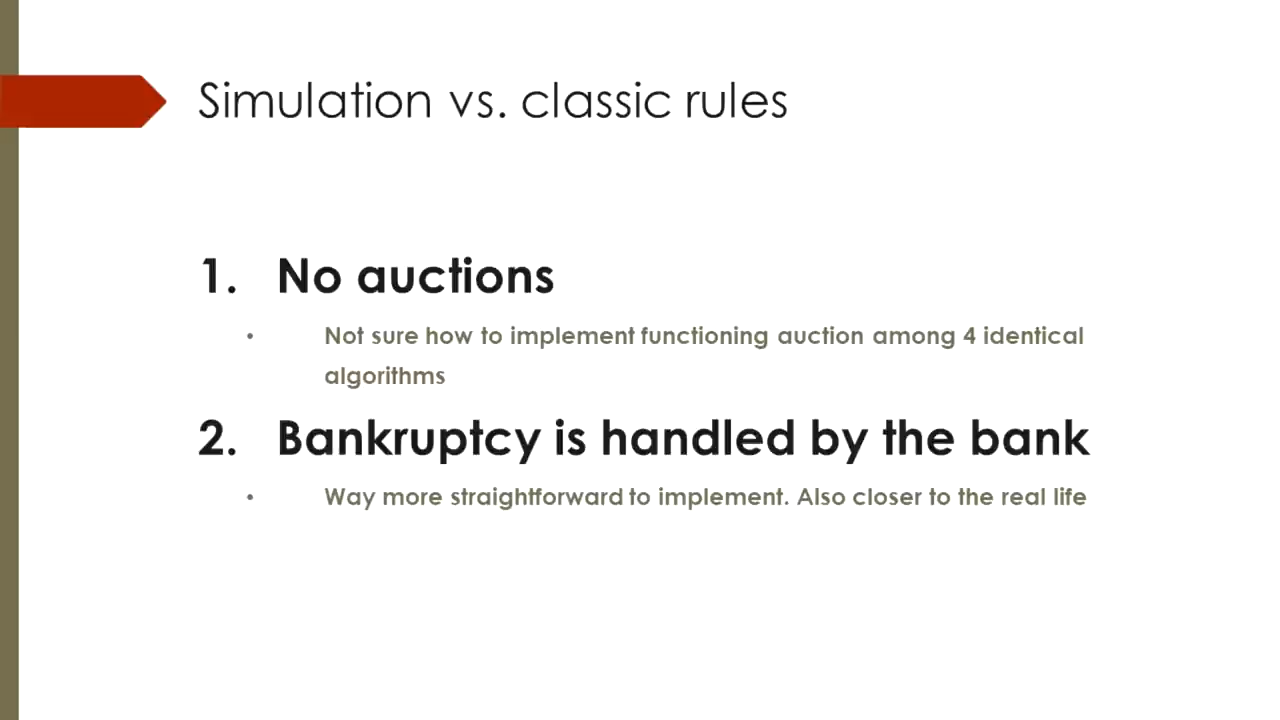 Simulation vs. classic rules
1. No auctions
• Not sure how to implement functioning auction among 4 identical
algorithms
2. Bankruptcy is handled by the bank
• Way more straightforward to implement. Also closer to the real life